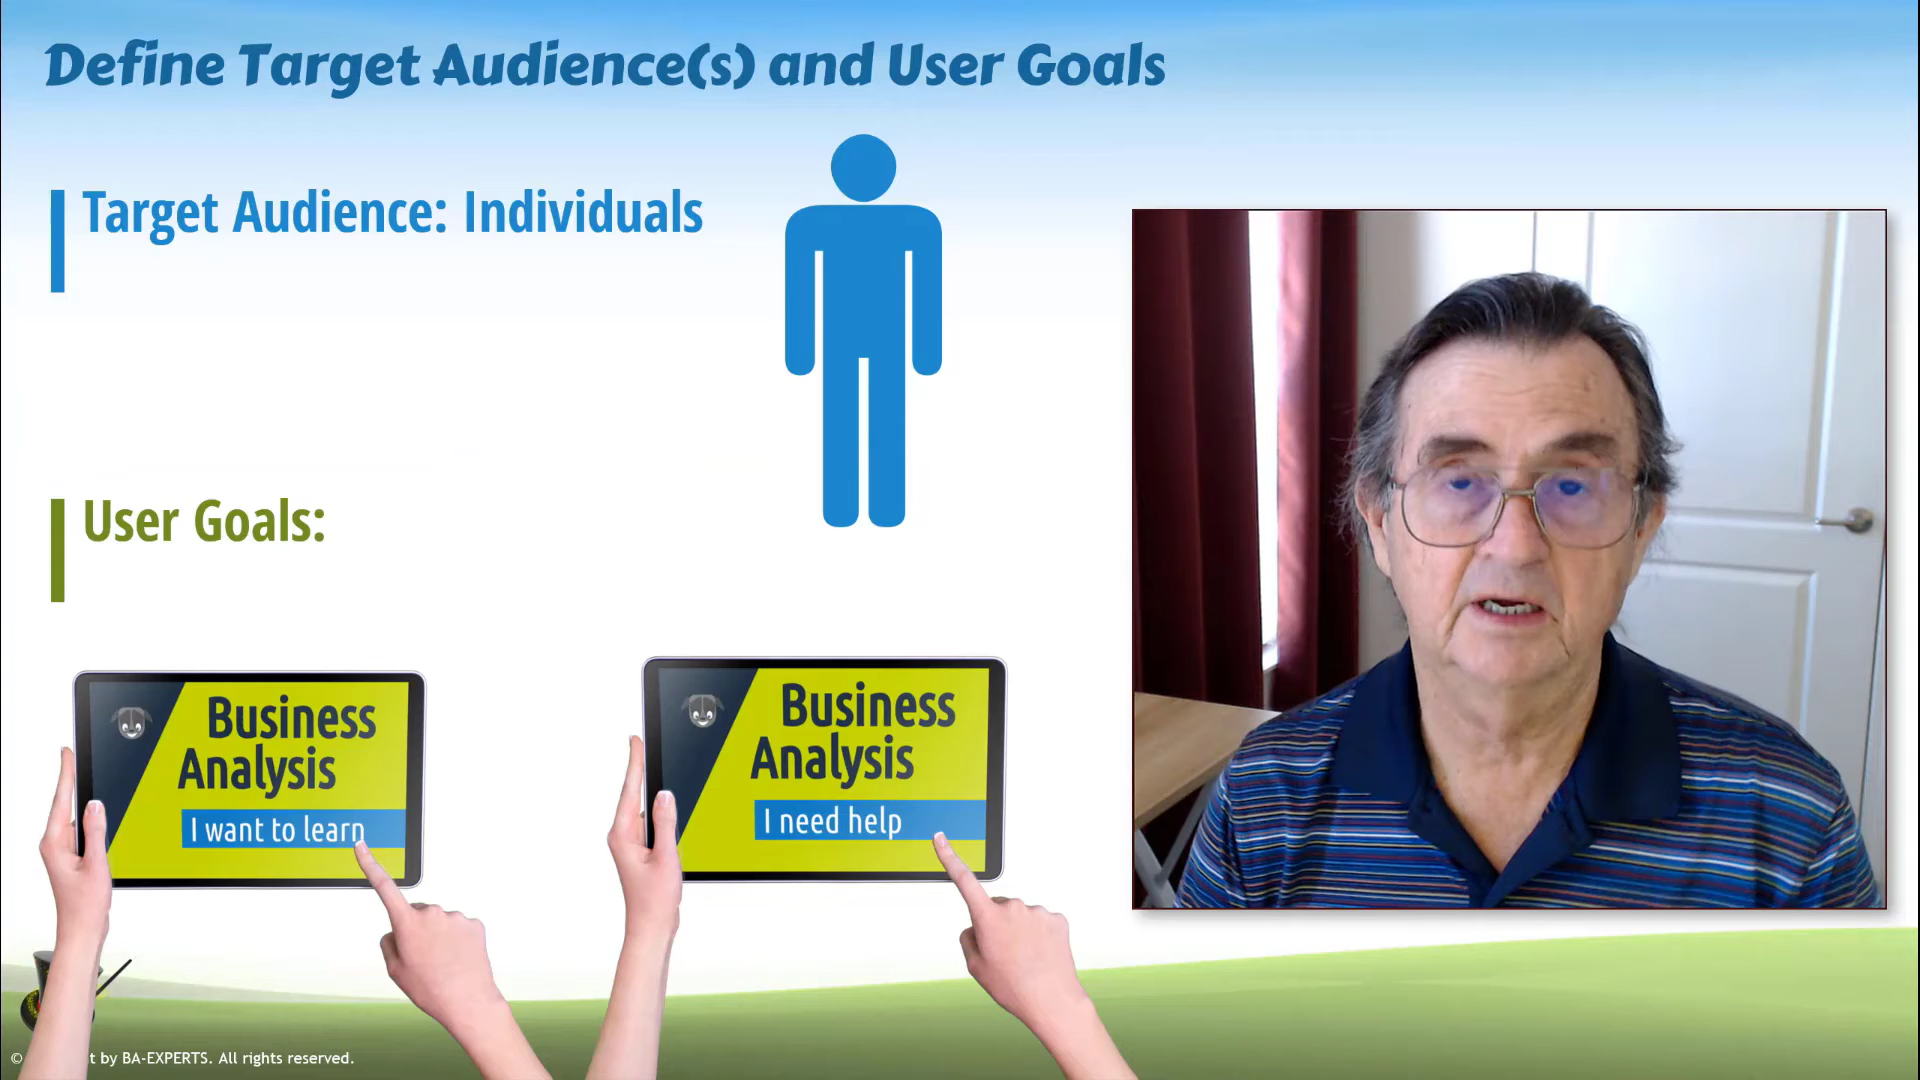 Define Target Audience(s) and User Goals
Target Audience: Individuals
User Goals:
Business
Analysis
I want to learn
Business
Analysis
I need help
© t by BA-EXPERTS. All rights reserved.